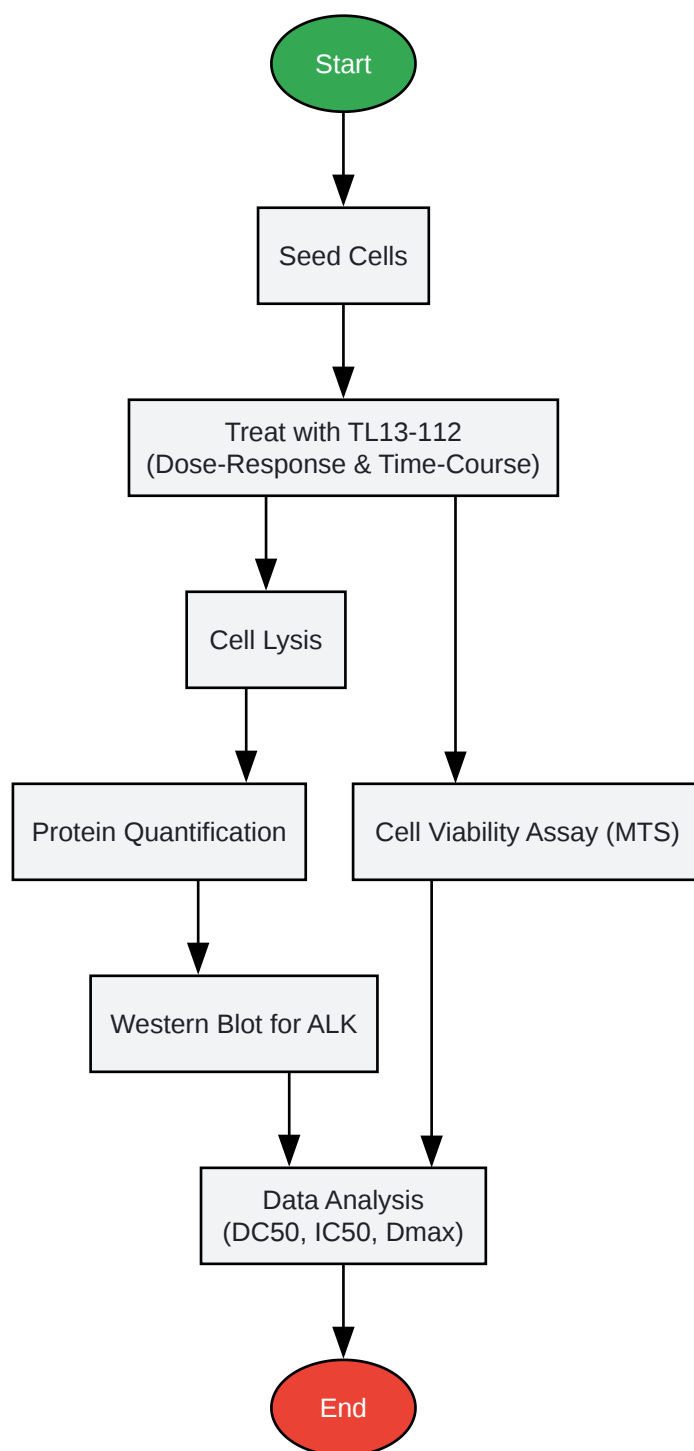 Start
Seed Cells
Treat with TL13-112
(Dose-Response & Time-Course)
Cell Lysis
Protein Quantification
Cell Viability Assay (MTS)
Western Blot for ALK
Data Analysis
(DC50, IC50, Dmax)
End